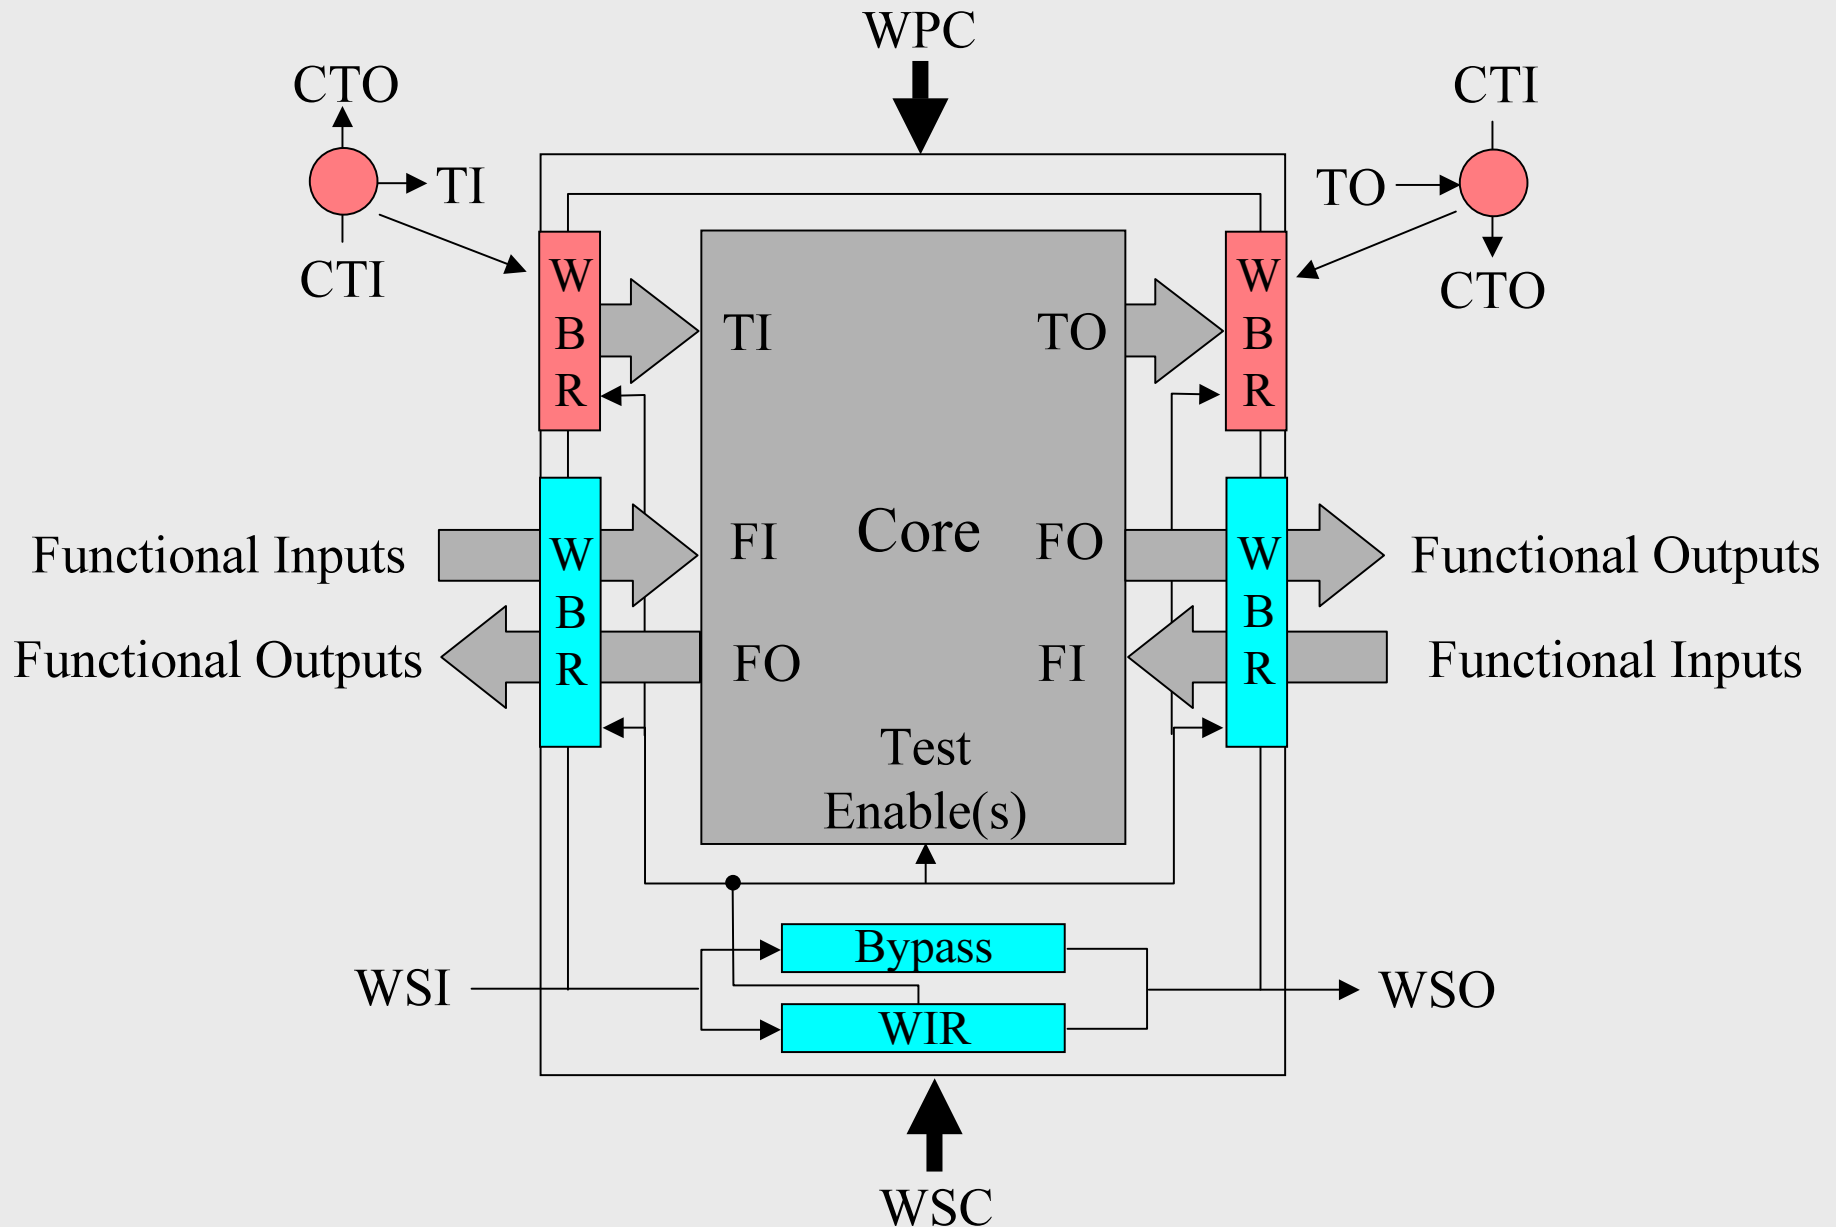 WPC
CTO
CTI
TI
TO
CTI
CTO
W
B
R
TI
TO
W
B
R
Functional Inputs
W
B
R
FI
Core
FO
W
B
R
Functional Outputs
Functional Outputs
FO
FI
Functional Inputs
Test
Enable(s)
Bypass
WSI
WSO
WIR
WSC